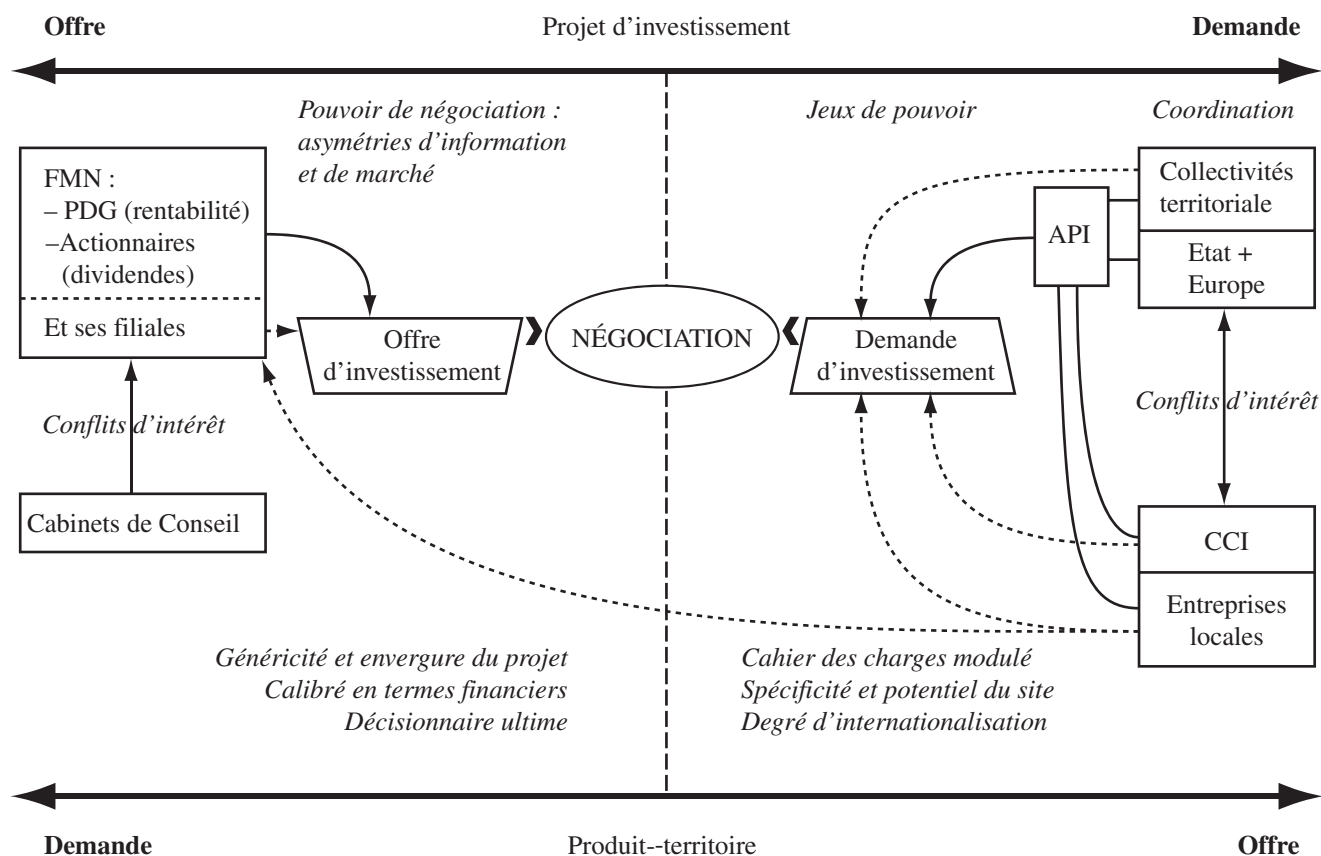 Offre
Projet d'investissement
Demande
Pouvoir de négociation :
asymétries d'information
et de marché
Jeux de pouvoir
Coordination
FMN :
– PDG (rentabilité)
–Actionnaires
(dividendes)
Et ses filiales
Offre
d'investissement
NÉGOCIATION
Demande
d'investissement
API
Collectivités
territoriale
Etat +
Europe
Conflits d'intérêt
Conflits d'intérêt
Cabinets de Conseil
CCI
Entreprises
locales
Généricité et envergure du projet
Calibré en termes financiers
Décisionnaire ultime
Cahier des charges modulé
Spécificité et potentiel du site
Degré d'internationalisation
Demande
Produit--territoire
Offre